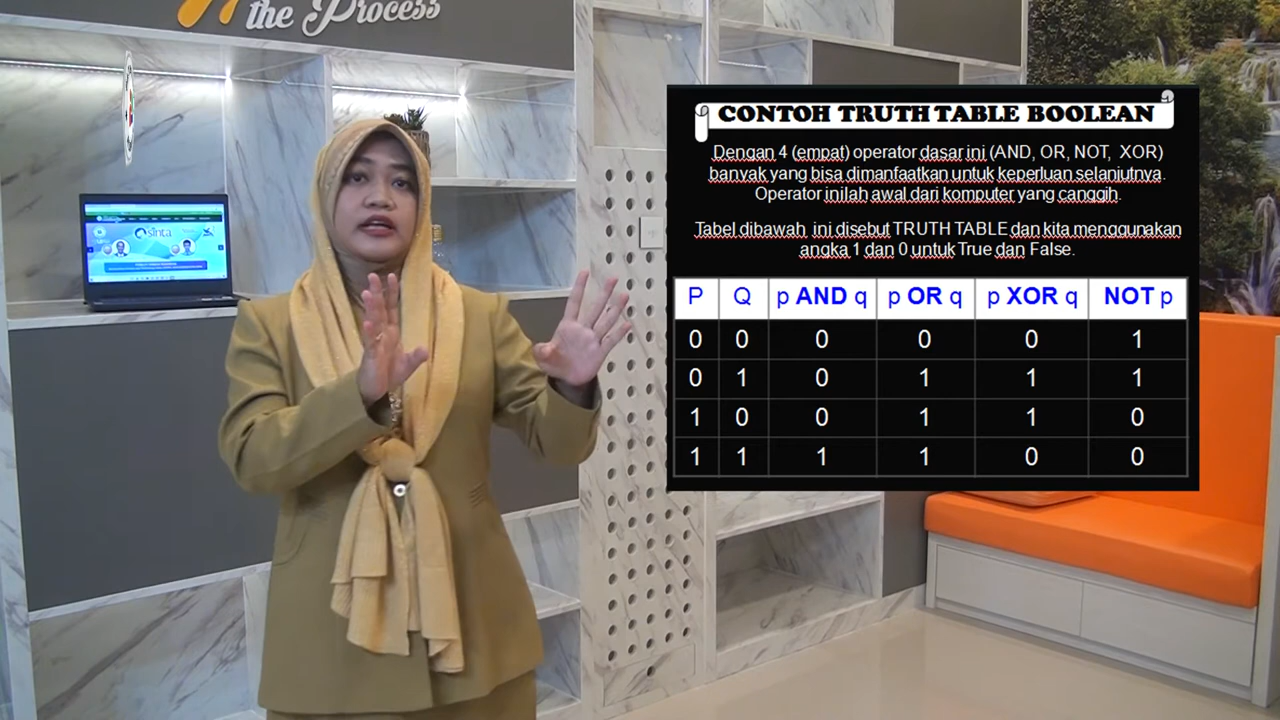 the Process
sinta
CONTOH TRUTH TABLE BOOLEAN
Dengan 4 (empat) operator dasar ini (AND, OR, NOT, XOR)
banyak yang bisa dimanfaatkan untuk keperluan selanjutnya.
Operator inilah awal dari komputer yang canggih.
Tabel dibawah ini disebut TRUTH TABLE dan kita menggunakan
angka 1 dan 0 untuk True dan False.
P Q p AND q p OR q p XOR q NOT p
0 0 0 0 0 1
0 1 0 1 1 1
1 0 0 1 1 0
1 1 1 1 0 0